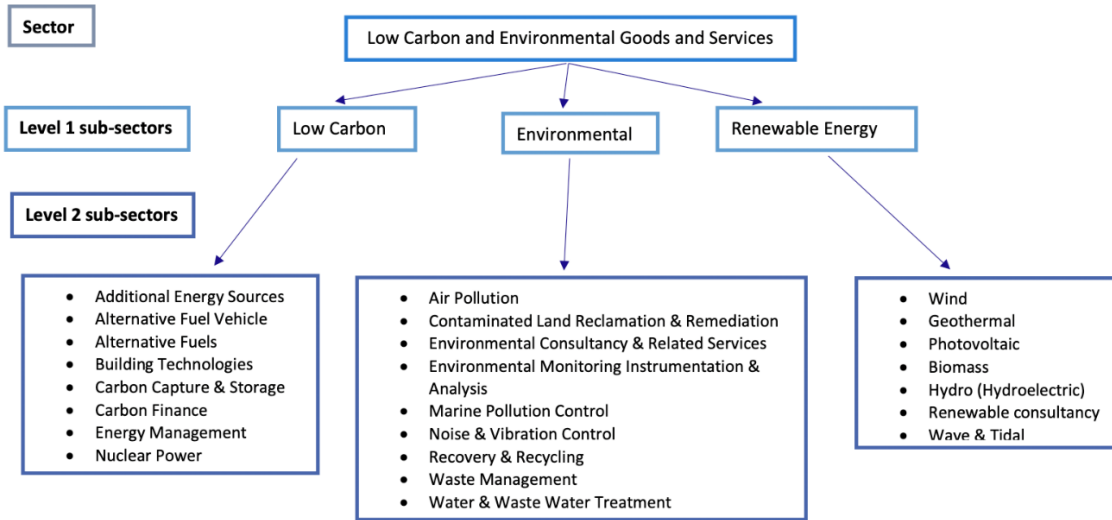 Sector
Low Carbon and Environmental Goods and Services
Level 1 sub-sectors
Low Carbon
Environmental
Renewable Energy
Level 2 sub-sectors
• Additional Energy Sources
• Alternative Fuel Vehicle
• Alternative Fuels
• Building Technologies
• Carbon Capture & Storage
• Carbon Finance
• Energy Management
• Nuclear Power
• Air Pollution
• Contaminated Land Reclamation & Remediation
• Environmental Consultancy & Related Services
• Environmental Monitoring Instrumentation &
Analysis
• Marine Pollution Control
• Noise & Vibration Control
• Recovery & Recycling
• Waste Management
• Water & Waste Water Treatment
• Wind
• Geothermal
• Photovoltaic
• Biomass
• Hydro (Hydroelectric)
• Renewable consultancy
• Wave & Tidal